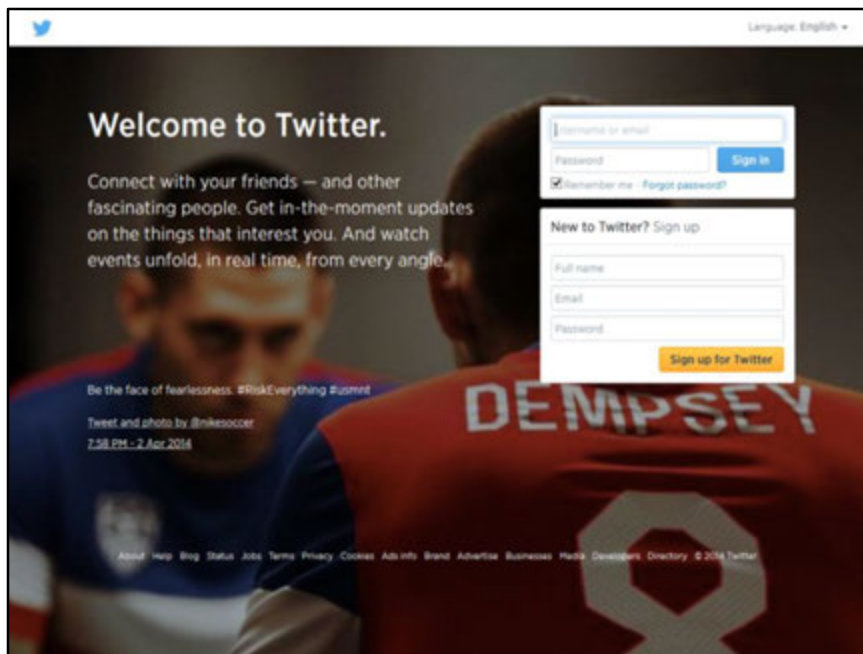 Language: English
Welcome to Twitter.
Connect with your friends — and other
fascinating people. Get in-the-moment updates
on the things that interest you. And watch
events unfold, in real time, from every angle.
username or email
Password
Sign in
Remember me · Forgot password?
New to Twitter? Sign up
Full name
Email
Password
Sign up for Twitter
Be the face of fearlessness. #RiskEverything #usmnt
Tweet and photo by @nikesoccer
7:58 PM - 2 Apr 2014
DEMPSEY
8
About Help Blog Status Jobs Terms Privacy Cookies Ads info Brand Advertise Businesses Media Developers Directory © 2014 Twitter